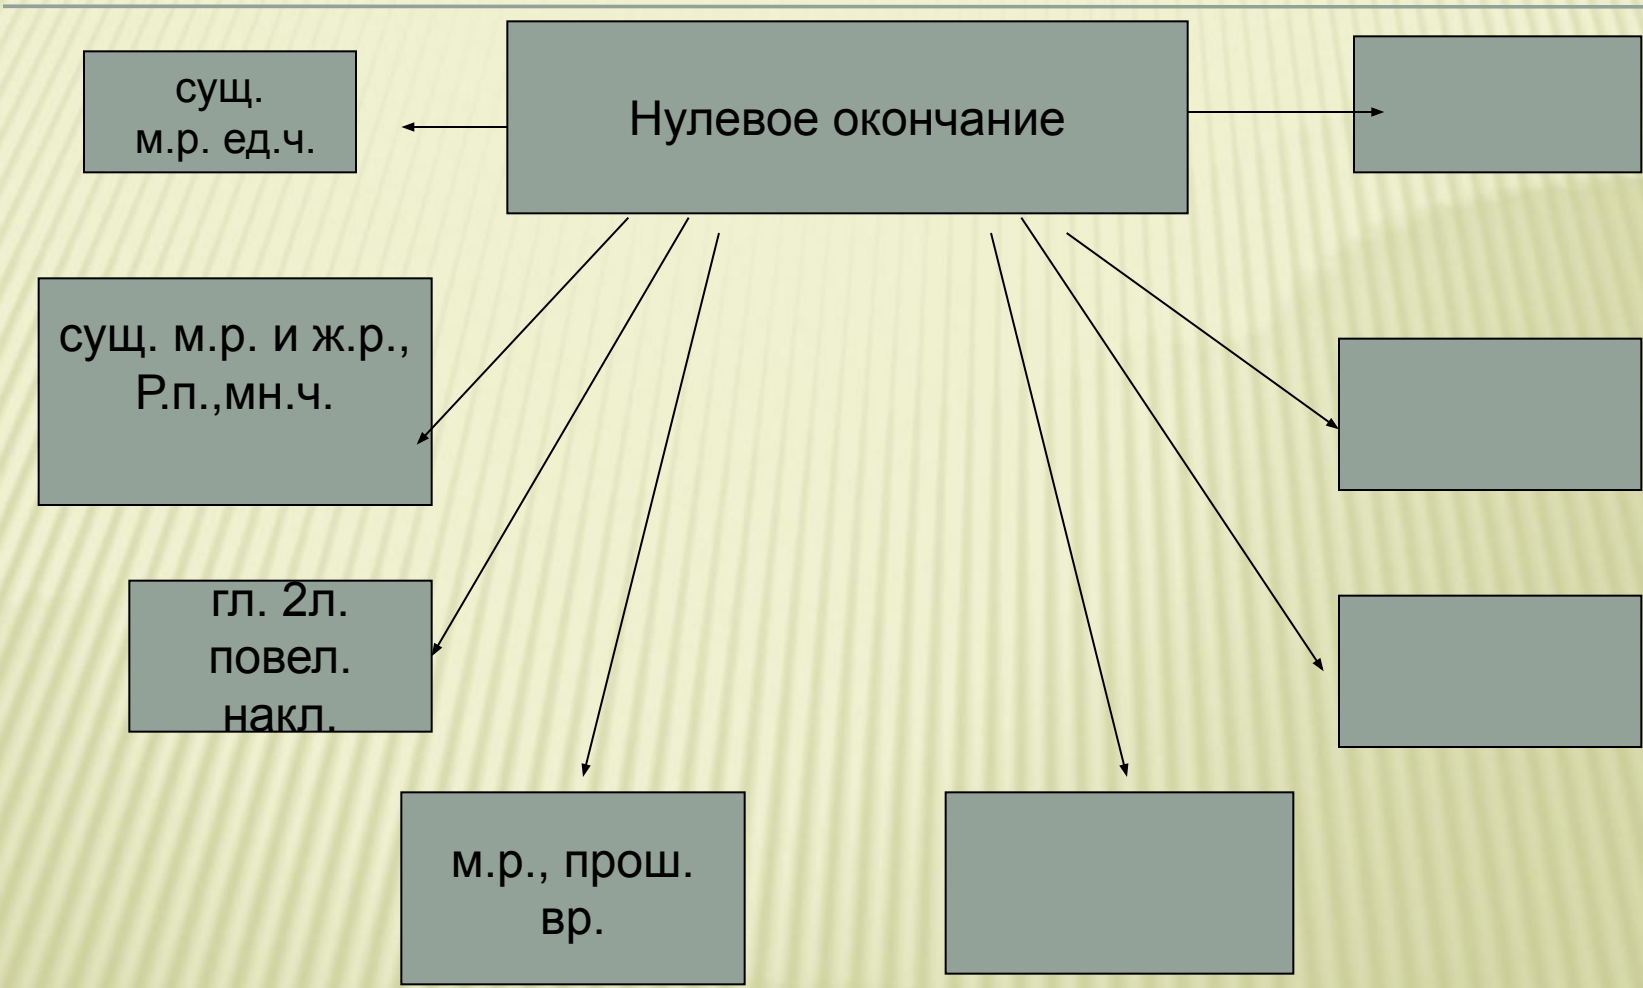 Нулевое окончание
сущ.
м.р. ед.ч.
сущ. м.р. и ж.р.,
Р.п.,мн.ч.
гл. 2л.
повел.
накл.
м.р., прош.
вр.